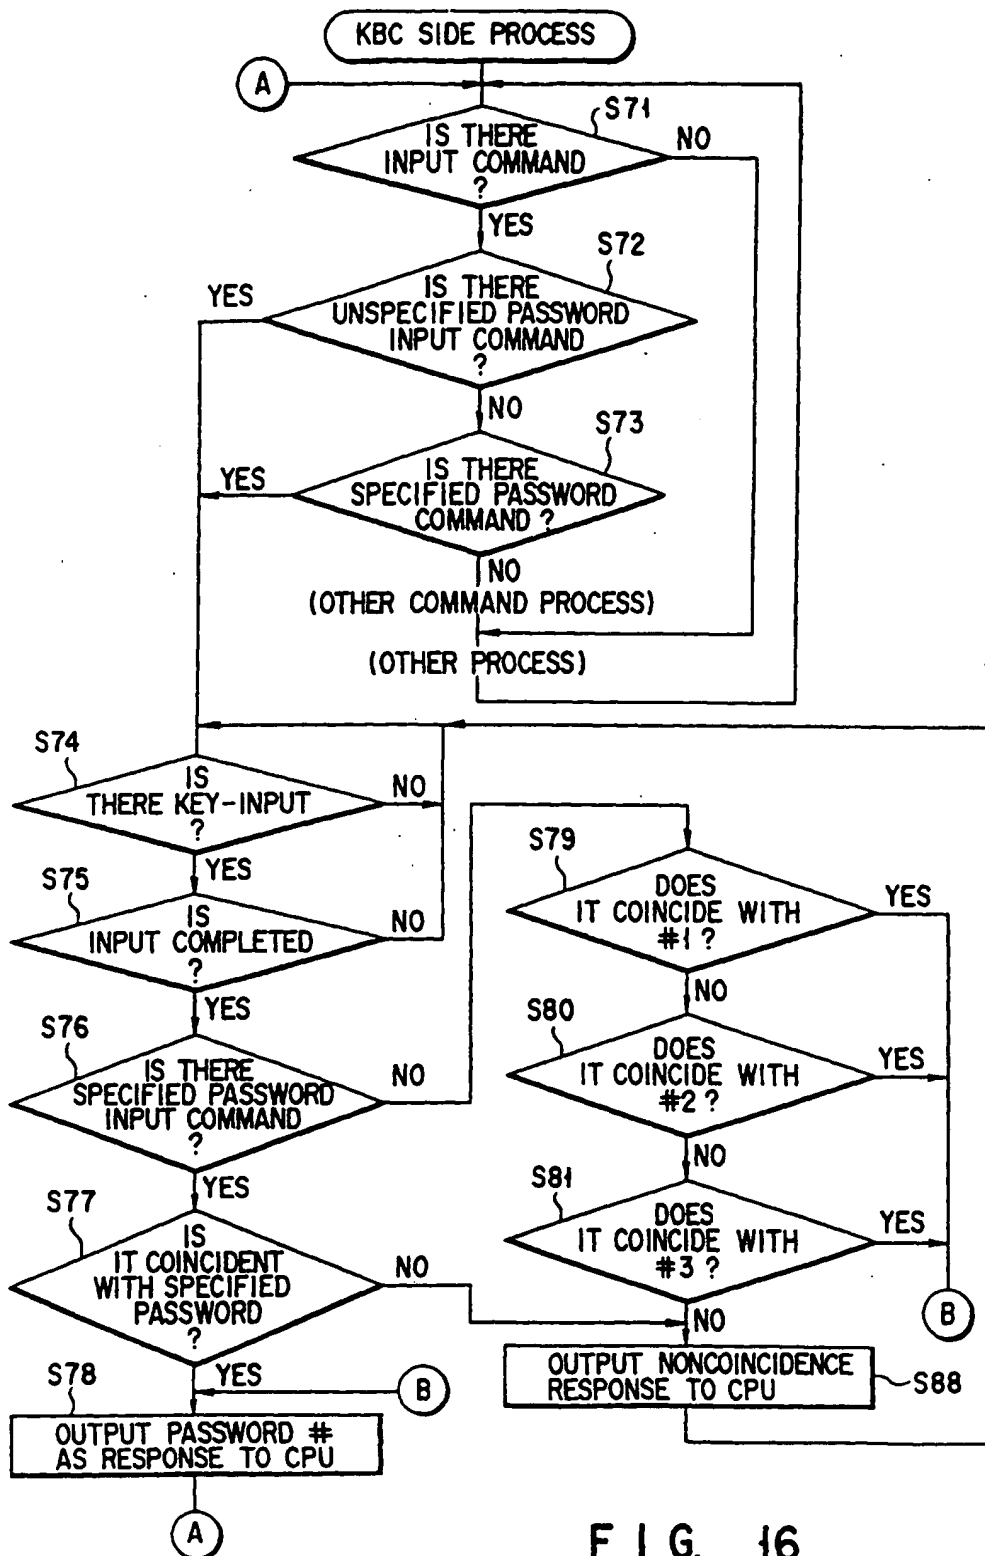 KBC SIDE PROCESS
A
S71
IS THERE
INPUT COMMAND
?
NO
YES
S72
YES
IS THERE
UNSPECIFIED PASSWORD
INPUT COMMAND
?
NO
S73
YES
IS THERE
SPECIFIED PASSWORD
COMMAND ?
NO
(OTHER COMMAND PROCESS)
(OTHER PROCESS)
S74
IS
THERE KEY-INPUT
?
NO
YES
S75
IS
INPUT COMPLETED
?
NO
YES
S76
IS THERE
SPECIFIED PASSWORD
INPUT COMMAND
?
NO
YES
S77
IS
IT COINCIDENT
WITH SPECIFIED
PASSWORD
?
NO
YES
S78
B
OUTPUT PASSWORD #
AS RESPONSE TO CPU
A
S79
DOES
IT COINCIDE WITH
#1 ?
YES
NO
S80
DOES
IT COINCIDE WITH
#2 ?
YES
NO
S81
DOES
IT COINCIDE WITH
#3 ?
YES
NO
B
OUTPUT NONCOINCIDENCE
RESPONSE TO CPU
S88
FIG. 16